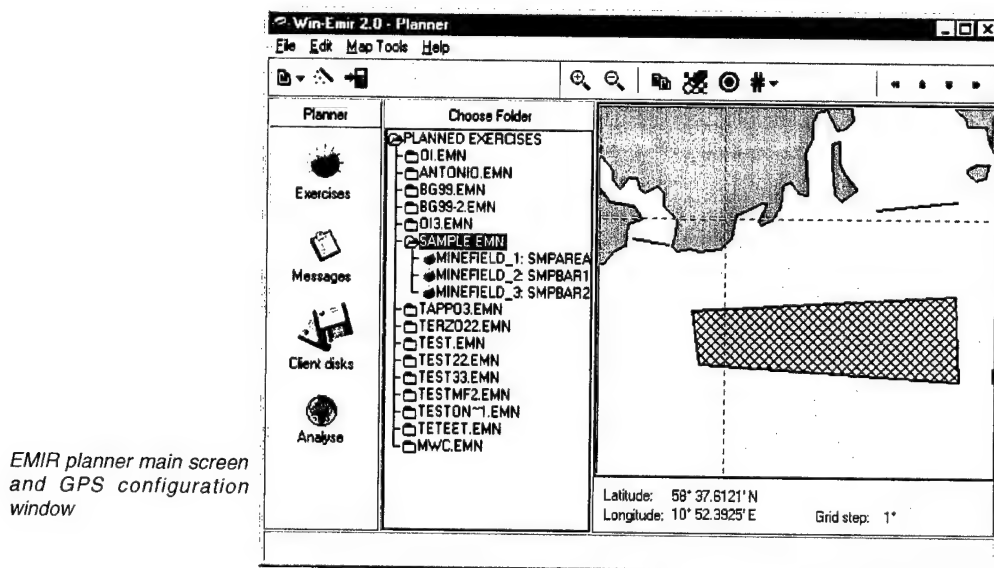 Win-Emir 2.0 - Planner
File Edit Map Tools Help
Planner
Exercises
Messages
Client disks
Analyse
Choose Folder
PLANNED EXERCISES
OI.EMN
ANTONIO.EMN
BG99.EMN
BG99-2.EMN
OI3.EMN
SAMPLE.EMN
MINEFIELD_1: SMPAREA
MINEFIELD_2: SMPBAR1
MINEFIELD_3: SMPBAR2
TAPPO3.EMN
TERZO22.EMN
TEST.EMN
TEST22.EMN
TEST33.EMN
TESTMF2.EMN
TESTON~1.EMN
TETEET.EMN
MWC.EMN
Latitude: 58° 37.6121' N
Longitude: 10° 52.3925' E Grid step: 1°
EMIR planner main screen
and GPS configuration
window